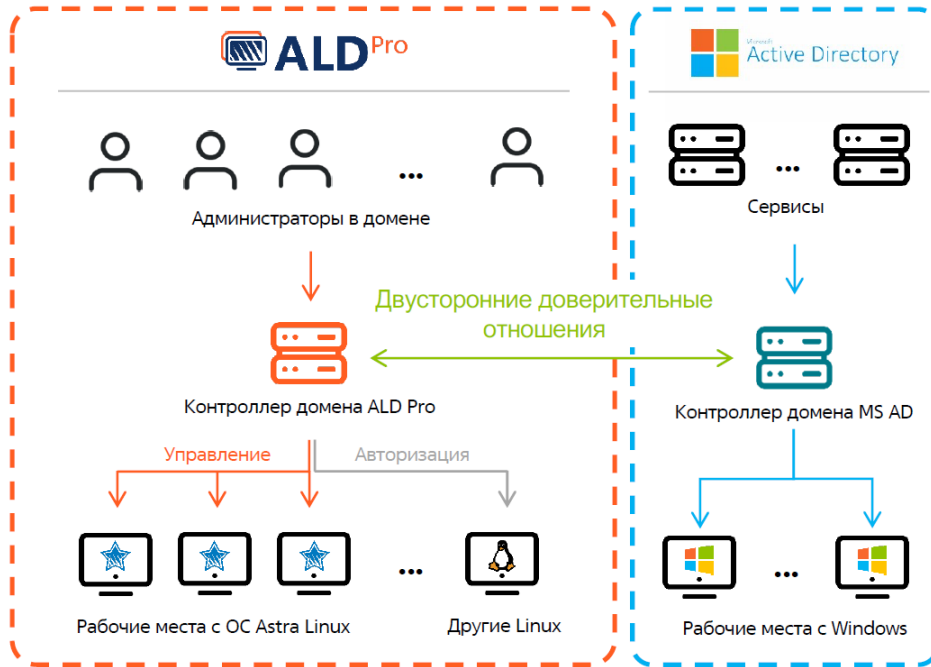 ALD Pro
Microsoft
Active Directory
...
Администраторы в домене
...
Сервисы
Двусторонние доверительные
отношения
Контроллер домена ALD Pro
Контроллер домена MS AD
Управление
Авторизация
...
...
Рабочие места с ОС Astra Linux
Другие Linux
Рабочие места с Windows